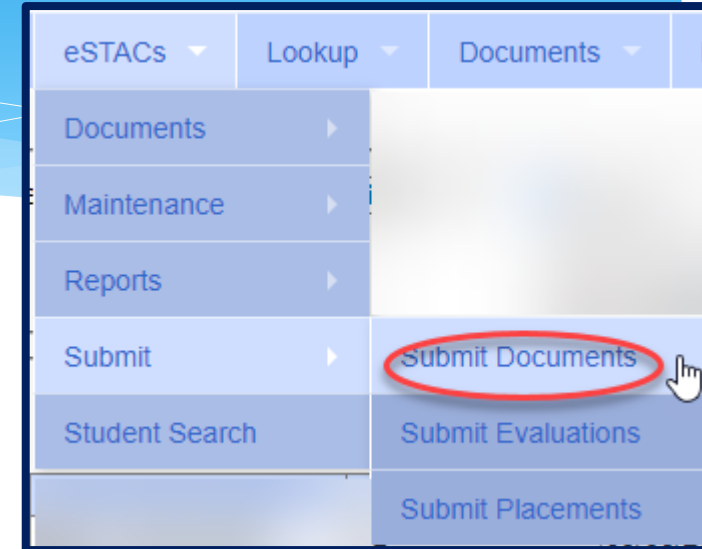 eSTACs Lookup Documents
Documents
Maintenance
Reports
Submit Submit Documents
Student Search Submit Evaluations
Submit Placements